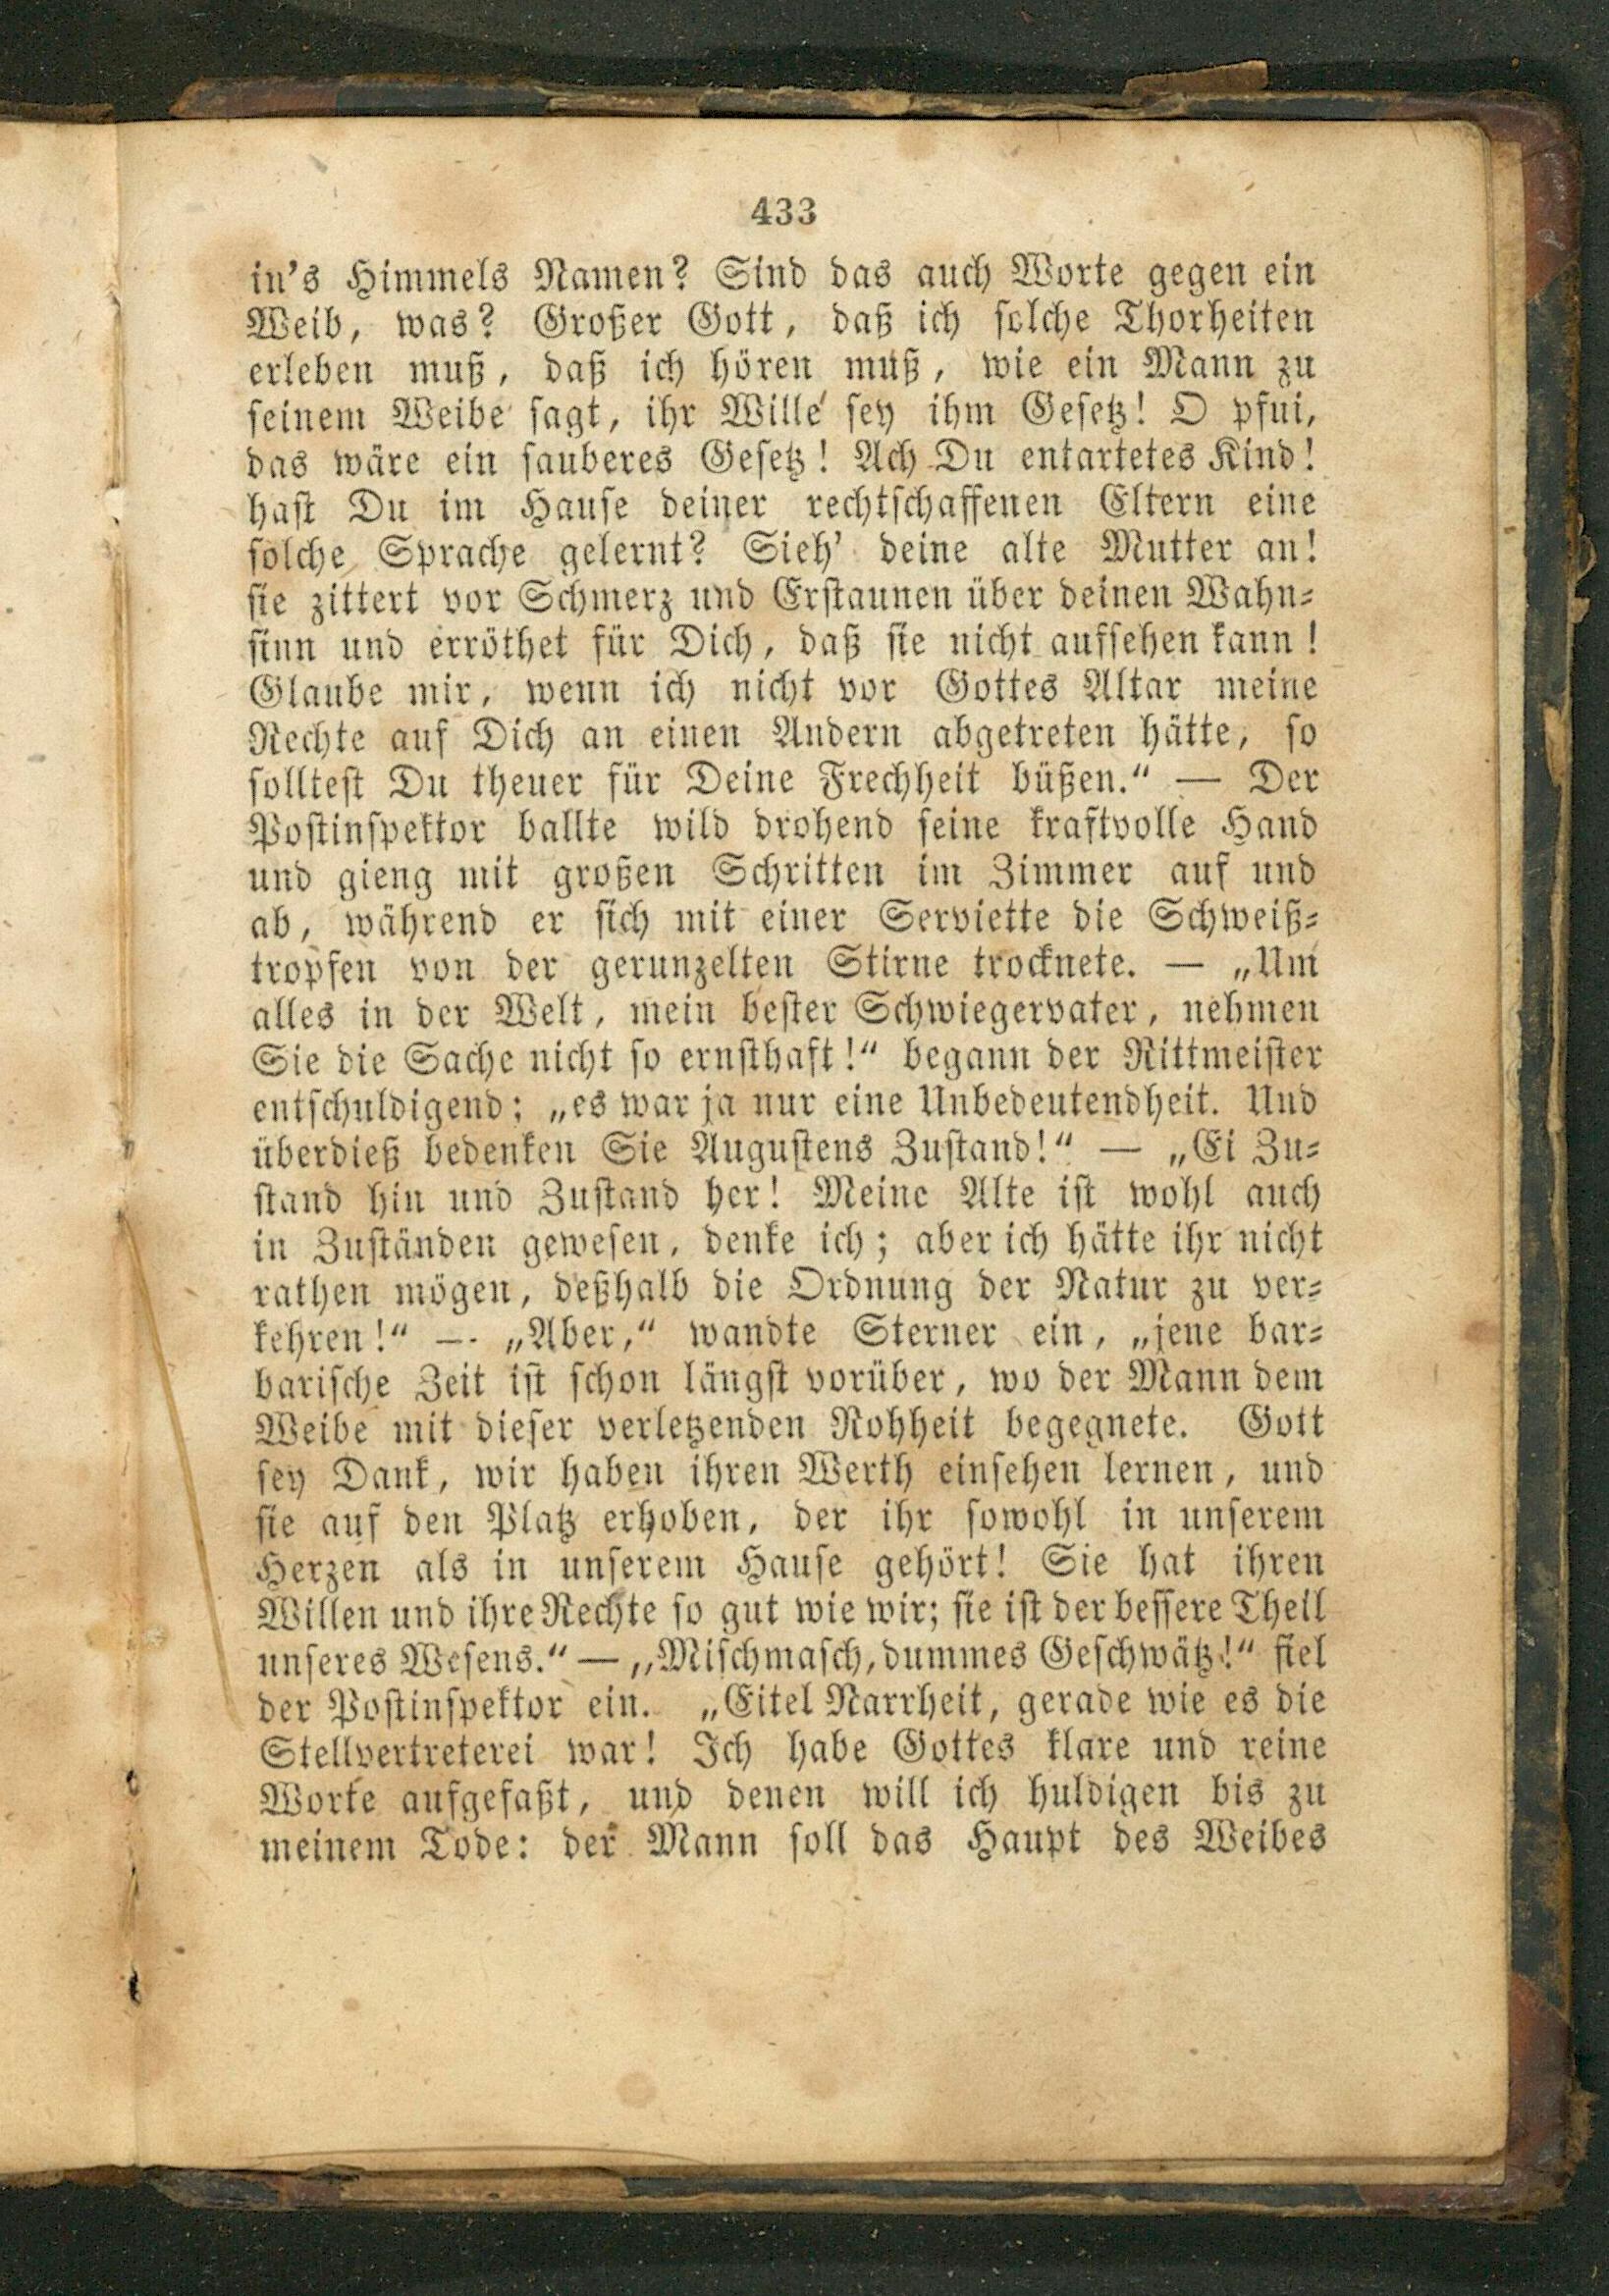 433
in's Himmels Namen? Sind das auch Worte gegen ein
Weib, was? Großer Gott, daß ich solche Thorheiten
erleben muß, daß ich hören muß, wie ein Mann zu
seinem Weibe sagt, ihr Wille sey ihm Gesetz! O pfui,
das wäre ein sauberes Gesetz! Ach Du entartetes Kind!
hast Du im Hause deiner rechtschaffenen Eltern eine
solche Sprache gelernt? Sieh' deine alte Mutter an!
sie zittert vor Schmerz und Erstaunen über deinen Wahn-
sinn und erröthet für Dich, daß sie nicht aufsehen kann!
Glaube mir, wenn ich nicht vor Gottes Altar meine
Rechte auf Dich an einen Andern abgetreten hätte, so
solltest Du theuer für Deine Frechheit büßen.“ — Der
Postinspektor ballte wild drohend seine kraftvolle Hand
und gieng mit großen Schritten im Zimmer auf und
ab, während er sich mit einer Serviette die Schweiß-
tropfen von der gerunzelten Stirne trocknete. — „Um
alles in der Welt, mein bester Schwiegervater, nehmen
Sie die Sache nicht so ernsthaft!“ begann der Rittmeister
entschuldigend; „es war ja nur eine Unbedeutendheit. Und
überdieß bedenken Sie Augustens Zustand!“ — „Ei Zu-
stand hin und Zustand her! Meine Alte ist wohl auch
in Zuständen gewesen, denke ich; aber ich hätte ihr nicht
rathen mögen, deßhalb die Ordnung der Natur zu ver-
kehren!“ — „Aber,“ wandte Sterner ein, „jene bar-
barische Zeit ist schon längst vorüber, wo der Mann dem
Weibe mit dieser verletzenden Rohheit begegnete. Gott
sey Dank, wir haben ihren Werth einsehen lernen, und
sie auf den Platz erhoben, der ihr sowohl in unserem
Herzen als in unserem Hause gehört! Sie hat ihren
Willen und ihre Rechte so gut wie wir; sie ist der bessere Theil
unseres Wesens.“ — „Mischmasch, dummes Geschwätz!“ fiel
der Postinspektor ein. „Eitel Narrheit, gerade wie es die
Stellvertreterei war! Ich habe Gottes klare und reine
Worte aufgefaßt, und denen will ich huldigen bis zu
meinem Tode: der Mann soll das Haupt des Weibes